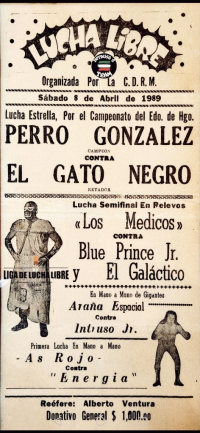 LUCHA LIBRE
Organizada Por La C. D. R. M.
Sábado 8 de Abril de 1989
Lucha Estrella, Por el Campeonato del Edo. de Hgo.
PERRO GONZALEZ
CAMPEON
CONTRA
EL GATO NEGRO
RETADOR
Lucha Semifinal En Relevos
«Los Medicos»
CONTRA
Blue Prince Jr.
y El Galáctico
LIGA DE LUCHA LIBRE
En Mano a Mano de Gigantes
Araña Espacial
Contra
Intruso Jr.
Primera Lucha En Mano a Mano
-As Rojo-
Contra
"Energia"
Reéfere: Alberto Ventura
Donativo General $ 1,000.00